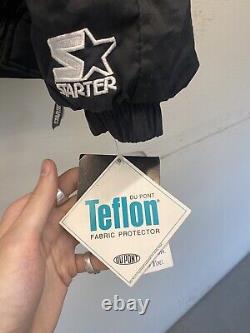 STARTER
DU PONT
Teflon®
FABRIC PROTECTOR
DUPONT